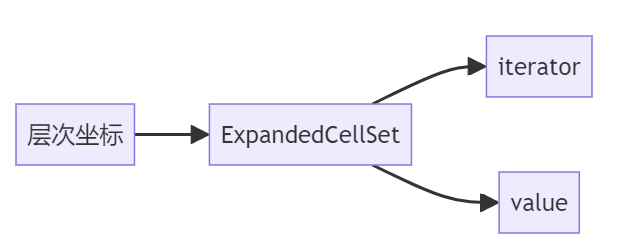 层次坐标
ExpandedCellSet
iterator
value